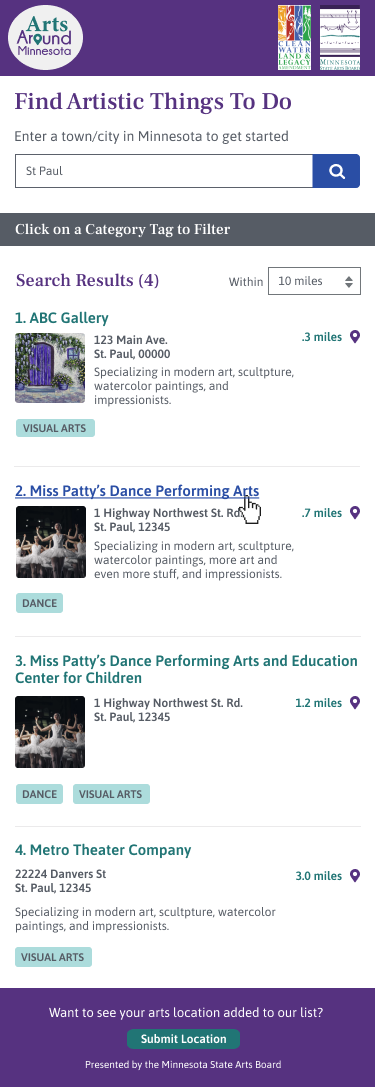 Arts
Around
Minnesota
CLEAN
WATER
LAND &
LEGACY
AMENDMENT
MINNESOTA
STATE ARTS BOARD
Find Artistic Things To Do
Enter a town/city in Minnesota to get started
St Paul
Click on a Category Tag to Filter
Search Results (4)
Within
10 miles
1. ABC Gallery
123 Main Ave.
St. Paul, 00000
.3 miles
Specializing in modern art, scultpture,
watercolor paintings, and
impressionists.
VISUAL ARTS
2. Miss Patty's Dance Performing Arts
1 Highway Northwest St. Rd.
St. Paul, 12345
.7 miles
Specializing in modern art, scultpture,
watercolor paintings, more art and
even more stuff, and impressionists.
DANCE
3. Miss Patty's Dance Performing Arts and Education
Center for Children
1 Highway Northwest St. Rd.
St. Paul, 12345
1.2 miles
DANCE
VISUAL ARTS
4. Metro Theater Company
22224 Danvers St
St. Paul, 12345
3.0 miles
Specializing in modern art, scultpture, watercolor
paintings, and impressionists.
VISUAL ARTS
Want to see your arts location added to our list?
Submit Location
Presented by the Minnesota State Arts Board